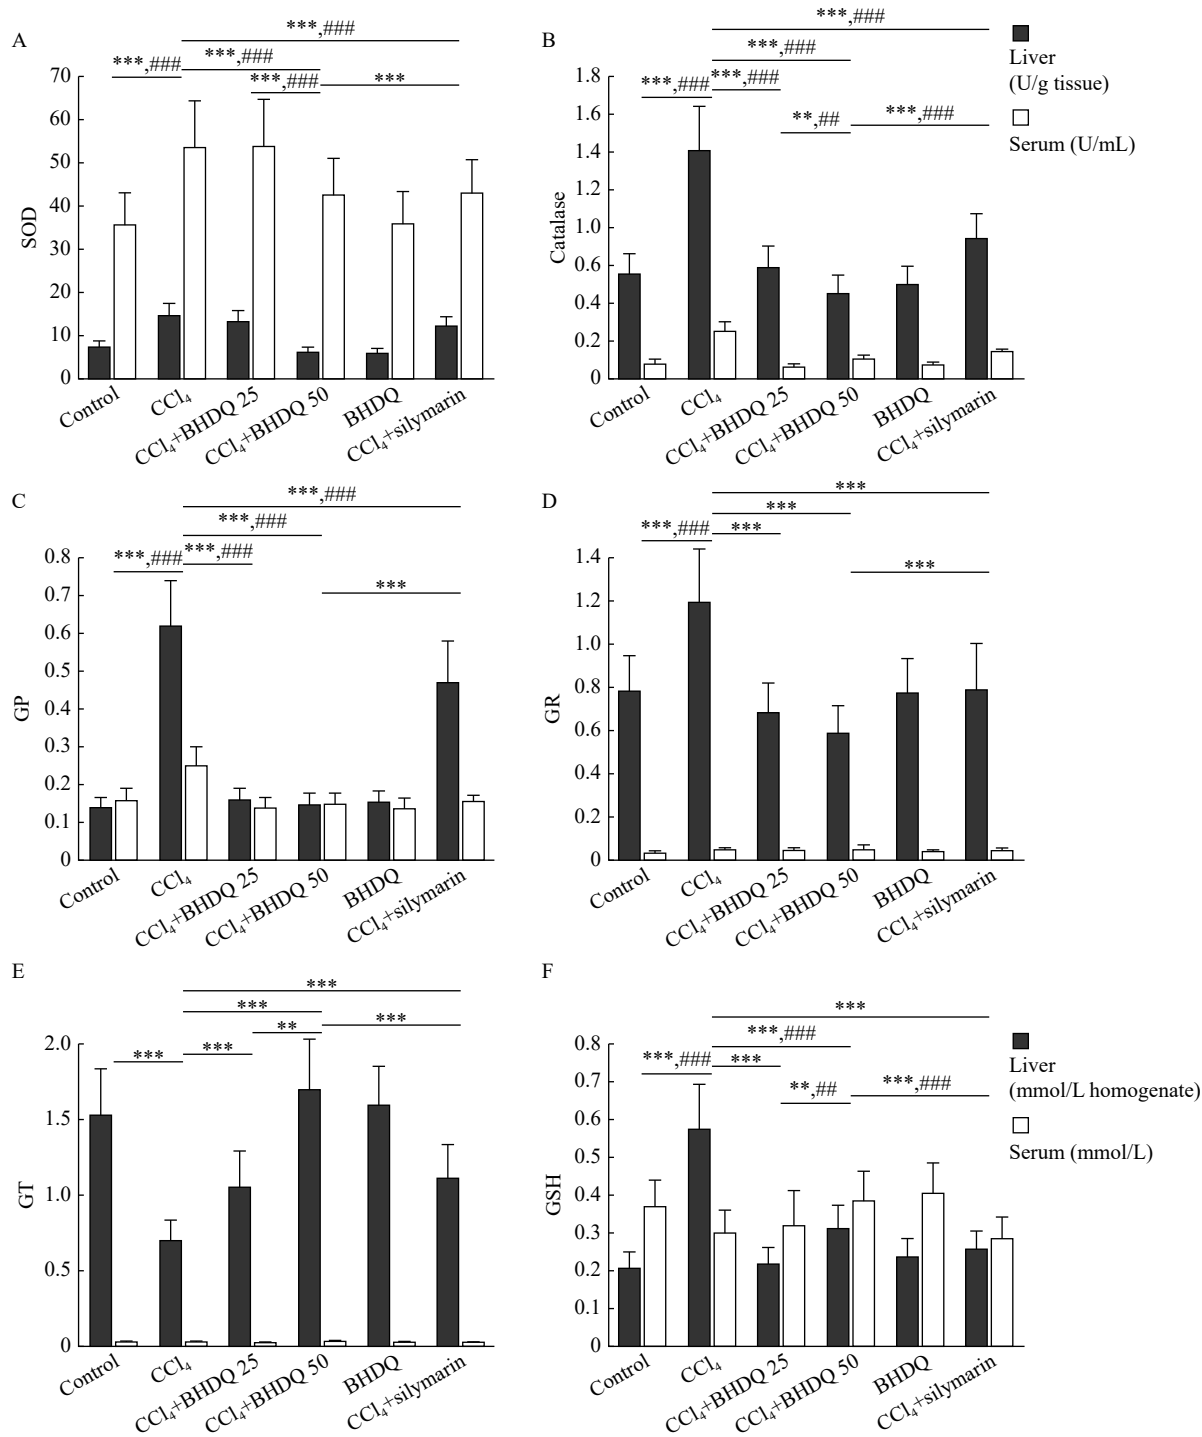 A
***,###
***,###
***,###
***,###
***
SOD
70
60
50
40
30
20
10
0
Control
CCl₄
CCl₄+BHDQ 25
CCl₄+BHDQ 50
BHDQ
CCl₄+silymarin
B
***,###
***,###
***,###
***,###
**,##
***,###
Catalase
1.8
1.6
1.4
1.8
1.0
0.6
0.4
0.2
0
Control
CCl₄
CCl₄+BHDQ 25
CCl₄+BHDQ 50
BHDQ
CCl₄+silymarin
Liver
(U/g tissue)
Serum (U/mL)
C
***,###
***,###
***,###
***,###
***
GP
0.8
0.7
0.6
0.5
0.4
0.3
0.2
0.1
0
Control
CCl₄
CCl₄+BHDQ 25
CCl₄+BHDQ 50
BHDQ
CCl₄+silymarin
D
***
***
***,###
***
***
GR
1.4
1.2
1.0
0.8
0.6
0.4
0.2
0
Control
CCl₄
CCl₄+BHDQ 25
CCl₄+BHDQ 50
BHDQ
CCl₄+silymarin
E
***
***
**
***
***
***
GT
2.0
1.5
1.0
0.5
0
Control
CCl₄
CCl₄+BHDQ 25
CCl₄+BHDQ 50
BHDQ
CCl₄+silymarin
F
***
***,###
***,###
***
**,##
***,###
GSH
0.8
0.7
0.6
0.5
0.4
0.3
0.2
0.1
0
Control
CCl₄
CCl₄+BHDQ 25
CCl₄+BHDQ 50
BHDQ
CCl₄+silymarin
Liver
(mmol/L homogenate)
Serum (mmol/L)